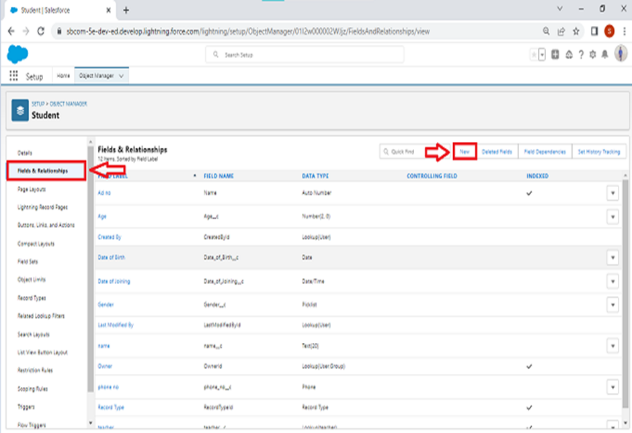 Student | Salesforce
sbcom-5e-dev-ed.develop.lightning.force.com/lightning/setup/ObjectManager/01I2w000002W/jz/FieldsAndRelationships/view
S
Search Setup
Setup
Home
Object Manager
SETUP > OBJECT MANAGER
Student
Details
Fields & Relationships
Page Layouts
Lightning Record Pages
Buttons, Links, and Actions
Compact Layouts
Field Sets
Object Limits
Record Types
Related Lookup Filters
Search Layouts
List View Button Layout
Restriction Rules
Scoping Rules
Triggers
Flow Triggers
Fields & Relationships
12 Items, Sorted by Field Label
Quick Find
New
Deleted Fields
Field Dependencies
Set History Tracking
FIELD LABEL FIELD NAME DATA TYPE CONTROLLING FIELD INDEXED
Ad no Name Auto Number
Age Age__c Number(2, 0)
Created By CreatedById Lookup(User)
Date of Birth Date_of_Birth__c Date
Date of Joining Date_of_Joining__c Date/Time
Gender Gender__c Picklist
Last Modified By LastModifiedById Lookup(User)
name name__c Text(20)
Owner OwnerId Lookup(User,Group)
phone no phone_no__c Phone
Record Type RecordTypeId Record Type
teacher teacher__c Lookup(teacher)